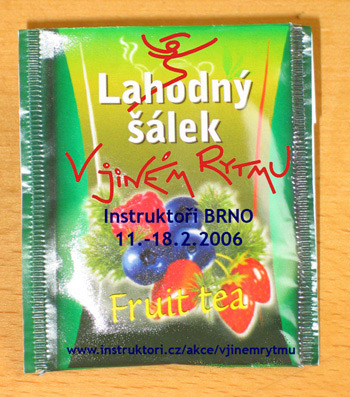 Lahodný
šálek
V jiném Rytmu
Instruktoři BRNO
11.-18.2.2006
Fruit tea
www.instruktori.cz/akce/vjinemrytmu